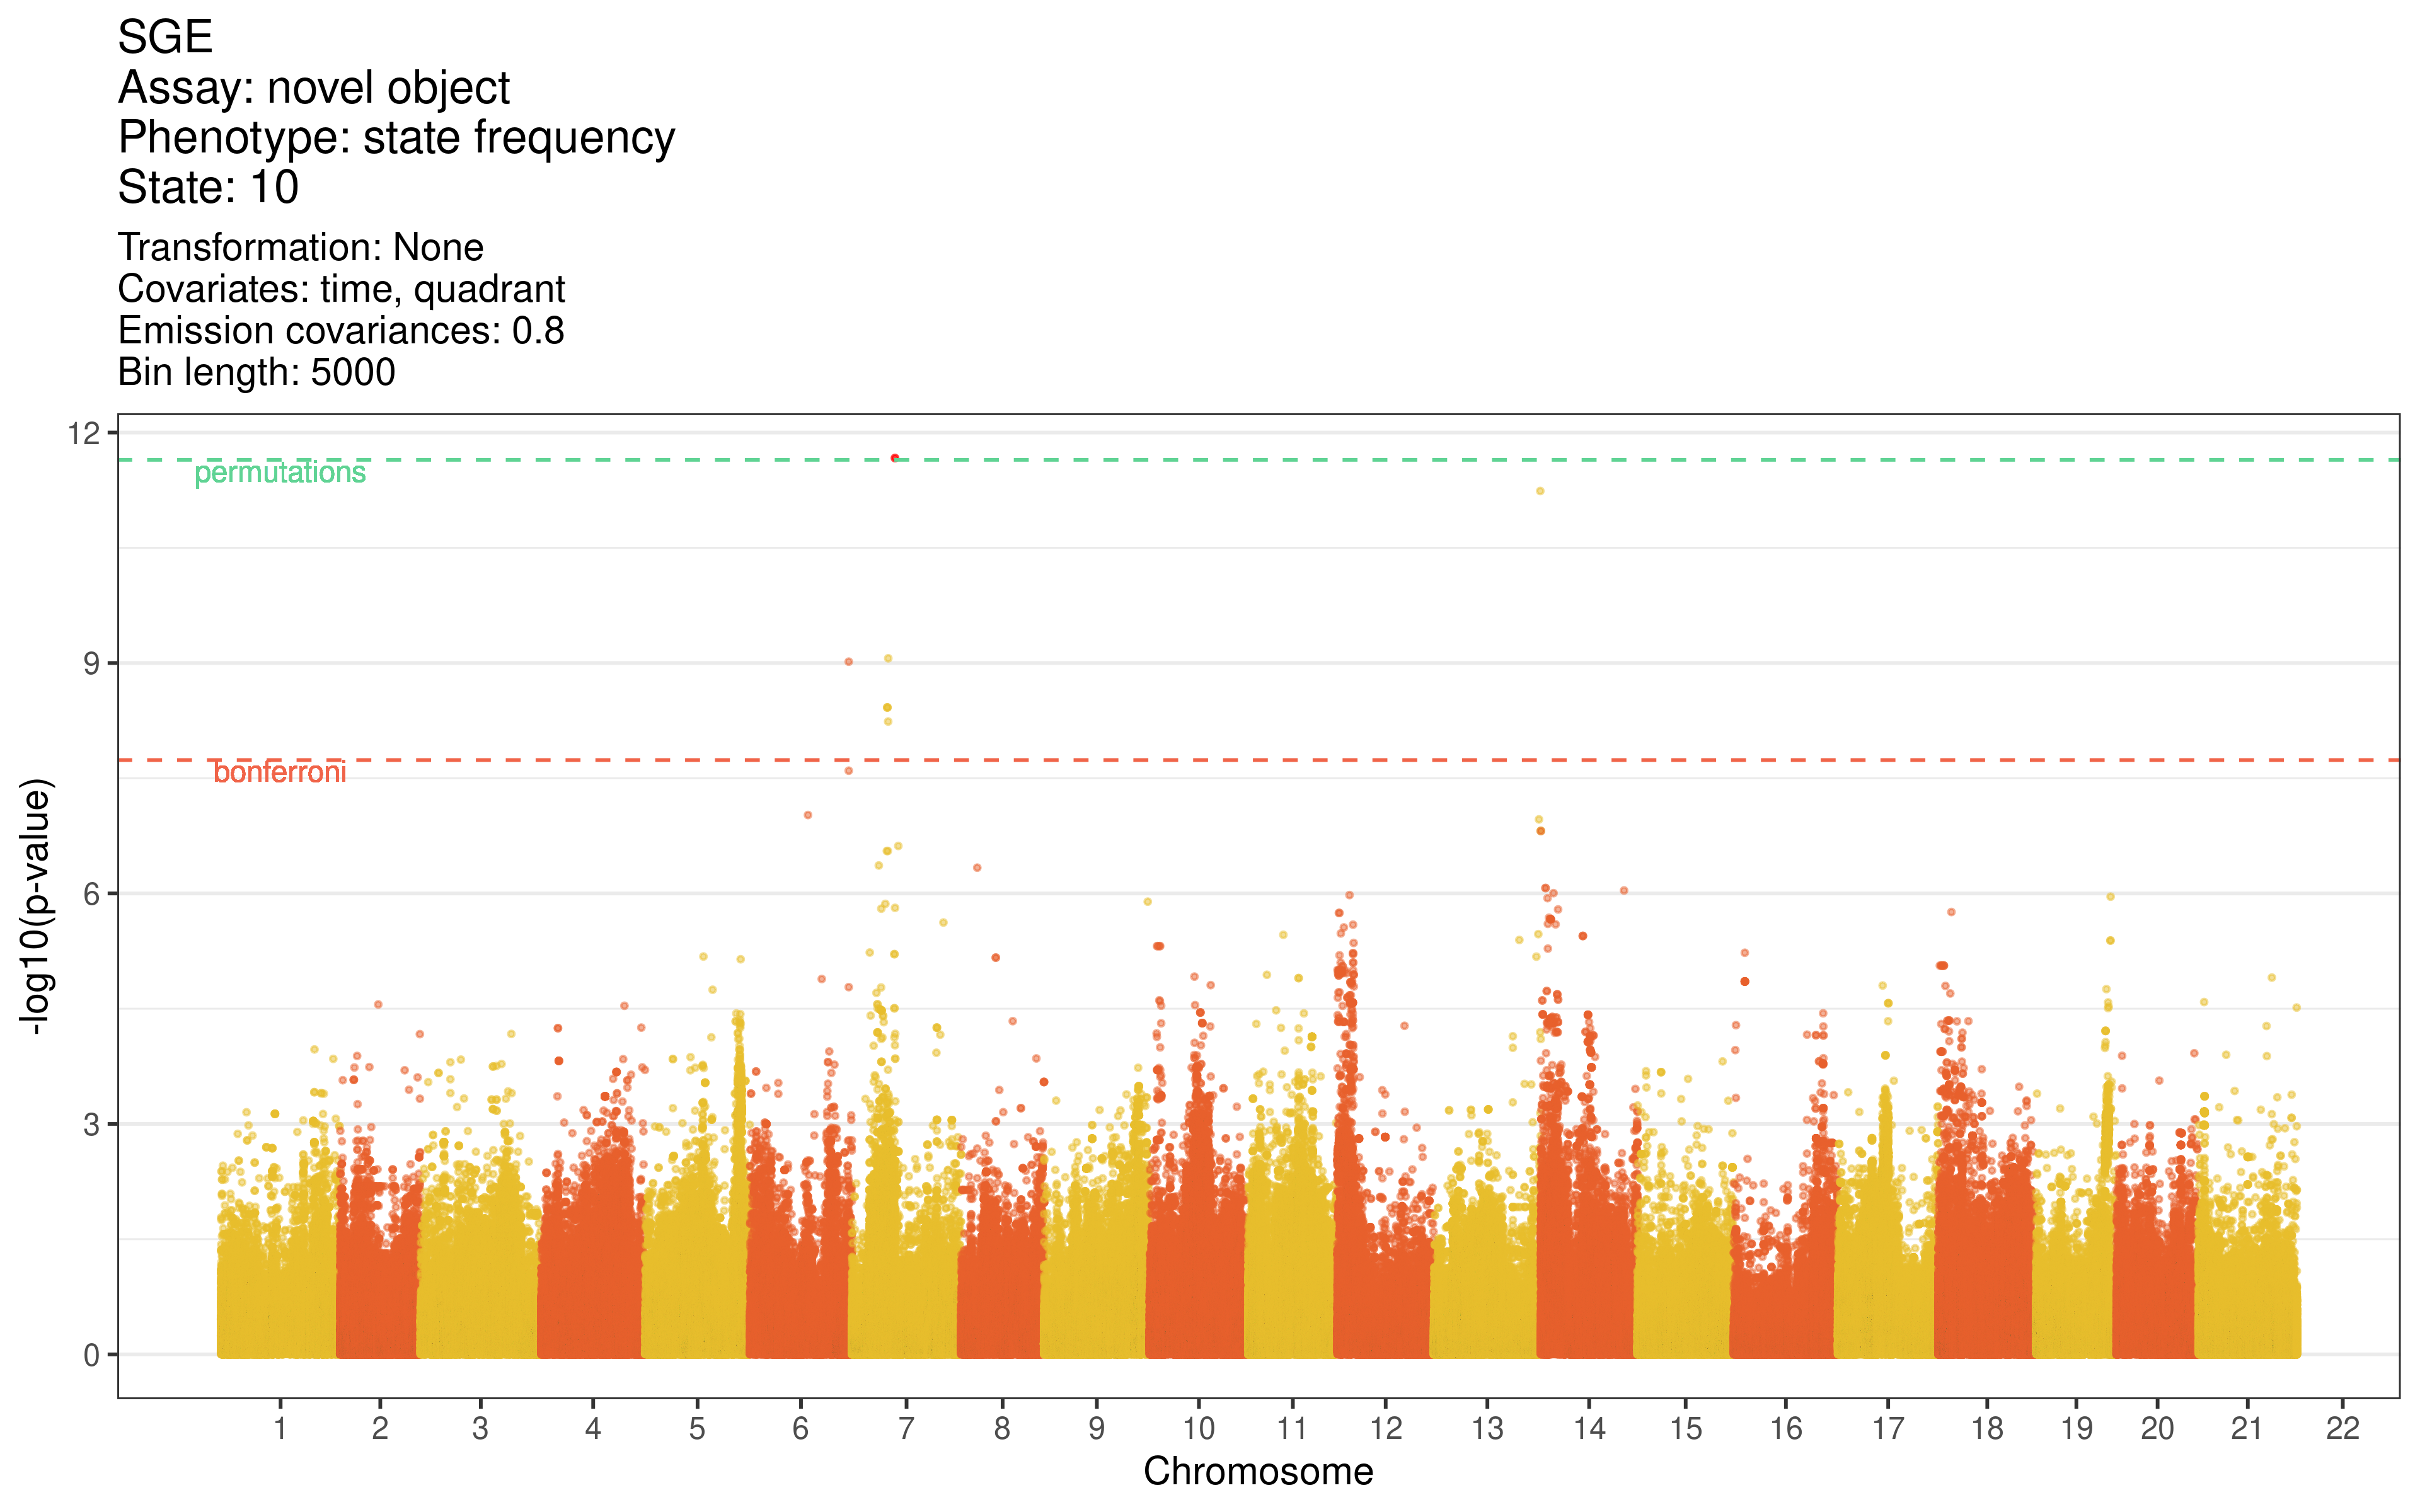 SGE
Assay: novel object
Phenotype: state frequency
State: 10
Transformation: None
Covariates: time, quadrant
Emission covariances: 0.8
Bin length: 5000
12
permutations
9
bonferroni
6
3
0
-log10(p-value)
1 2 3 4 5 6 7 8 9 10 11 12 13 14 15 16 17 18 19 20 21 22
Chromosome